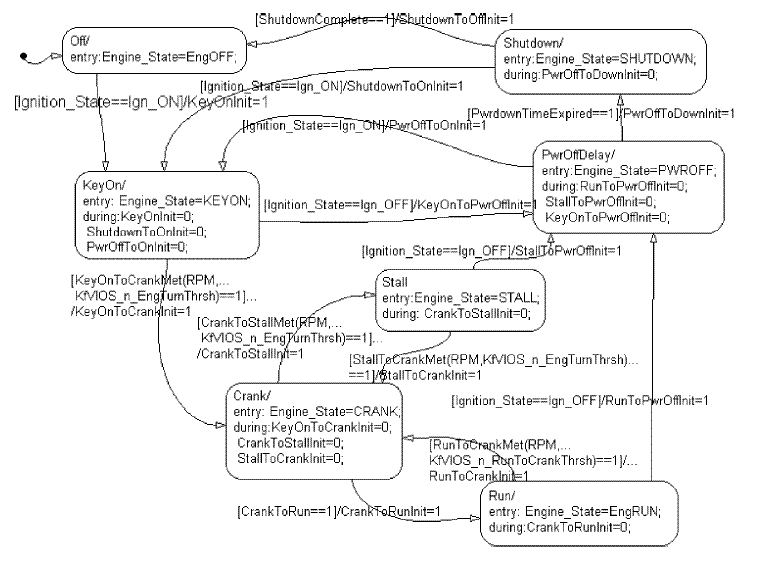 [ShutdownComplete==1]/ShutdownToOffInit=1
Off/
entry:Engine_State=EngOFF;
Shutdown/
entry:Engine_State=SHUTDOWN;
during:PwrOffToDownInit=0;
[Ignition_State==Ign_ON]/ShutdownToOnInit=1
[Ignition_State==Ign_ON]/KeyOnInit=1
[PwrdownTimeExpired==1]/PwrOffToDownInit=1
[Ignition_State==Ign_ON]/PwrOffToOnInit=1
PwrOffDelay/
entry:Engine_State=PWROFF;
during:RunToPwrOffInit=0;
StallToPwrOffInit=0;
KeyOnToPwrOffInit=0;
KeyOn/
entry: Engine_State=KEYON;
during:KeyOnInit=0;
ShutdownToOnInit=0;
PwrOffToOnInit=0;
[Ignition_State==Ign_OFF]/KeyOnToPwrOffInit=1
[Ignition_State==Ign_OFF]/StallToPwrOffInit=1
[KeyOnToCrankMet(RPM,...
KfVIOS_n_EngTurnThrsh)==1]...
/KeyOnToCrankInit=1
Stall
entry:Engine_State=STALL;
during: CrankToStallInit=0;
[CrankToStallMet(RPM,...
KfVIOS_n_EngTurnThrsh)==1]...
/CrankToStallInit=1
[StallToCrankMet(RPM,KfVIOS_n_EngTurnThrsh)...
==1]/StallToCrankInit=1
Crank/
entry: Engine_State=CRANK;
during:KeyOnToCrankInit=0;
CrankToStallInit=0;
StallToCrankInit=0;
[Ignition_State==Ign_OFF]/RunToPwrOffInit=1
[RunToCrankMet(RPM,...
KfVIOS_n_RunToCrankThrsh)==1]/...
RunToCrankInit=1
[CrankToRun==1]/CrankToRunInit=1
Run/
entry: Engine_State=EngRUN;
during:CrankToRunInit=0;